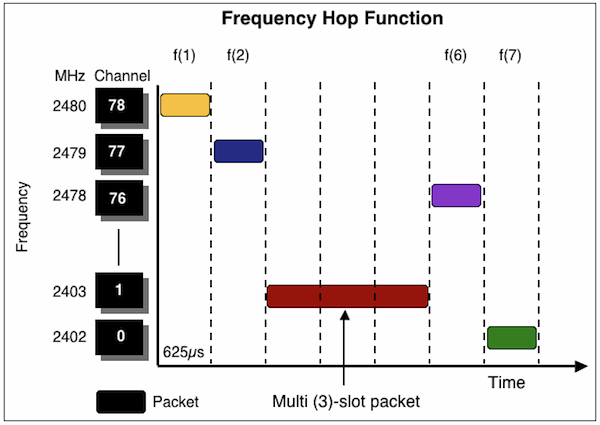 Frequency Hop Function
f(1) f(2) f(6) f(7)
MHz Channel
2480 78
2479 77
2478 76
Frequency
2403 1
2402 0
625µs
Time
Packet
Multi (3)-slot packet